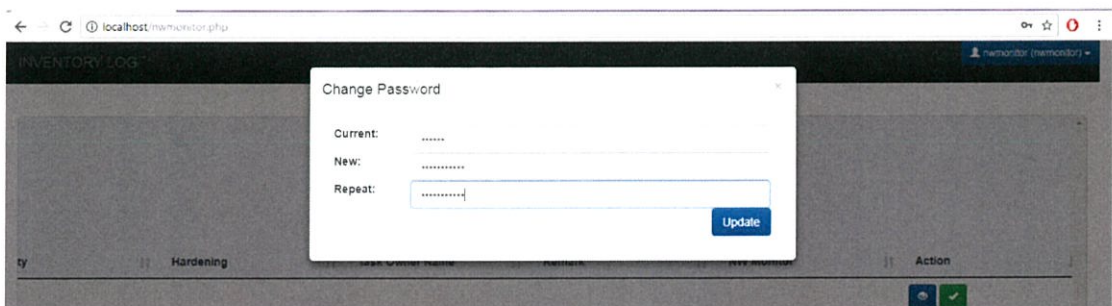 localhost/nwmonitor.php
INVENTORY LOG
nwmonitor (nwmonitor)
Change Password
×
Current: ······
New: ···········
Repeat: ···········
Update
ty Hardening Task Owner Name Remark NW Monitor Action